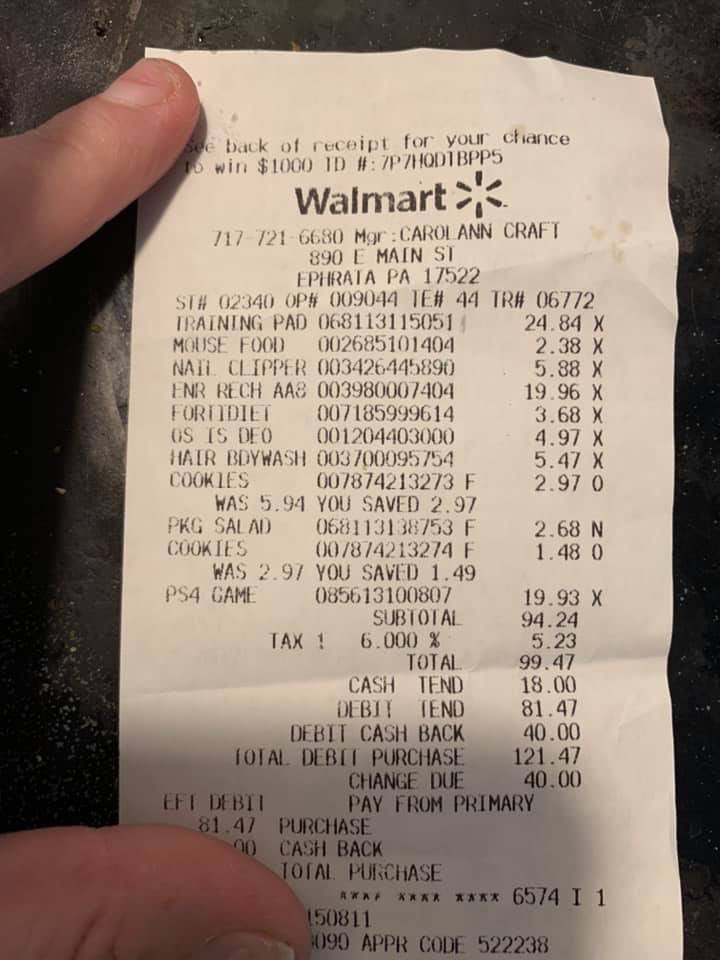 See back of receipt for your chance
to win $1000 ID #:7P7HQDTBPP5
Walmart
717-721-6680 Mgr:CAROLANN CRAFT
890 E MAIN ST
EPHRATA PA 17522
ST# 02340 OP# 009044 TE# 44 TR# 06772
TRAINING PAD 068113115051 24.84 X
MOUSE FOOD 002685101404 2.38 X
NAIL CLIPPER 003426445890 5.88 X
ENR RECH AA8 003980007404 19.96 X
FORTIDIET 007185999614 3.68 X
OS IS DEO 001204403000 4.97 X
HAIR BDYWASH 003700095754 5.47 X
COOKIES 007874213273 F 2.97 O
WAS 5.94 YOU SAVED 2.97
PKG SALAD 068113138753 F 2.68 N
COOKIES 007874213274 F 1.48 O
WAS 2.97 YOU SAVED 1.49
PS4 GAME 085613100807 19.93 X
SUBTOTAL 94.24
TAX 1 6.000 % 5.23
TOTAL 99.47
CASH TEND 18.00
DEBIT TEND 81.47
DEBIT CASH BACK 40.00
TOTAL DEBIT PURCHASE 121.47
CHANGE DUE 40.00
EFT DEBIT PAY FROM PRIMARY
81.47 PURCHASE
00 CASH BACK
TOTAL PURCHASE
**** **** **** 6574 I 1
150811
090 APPR CODE 522238